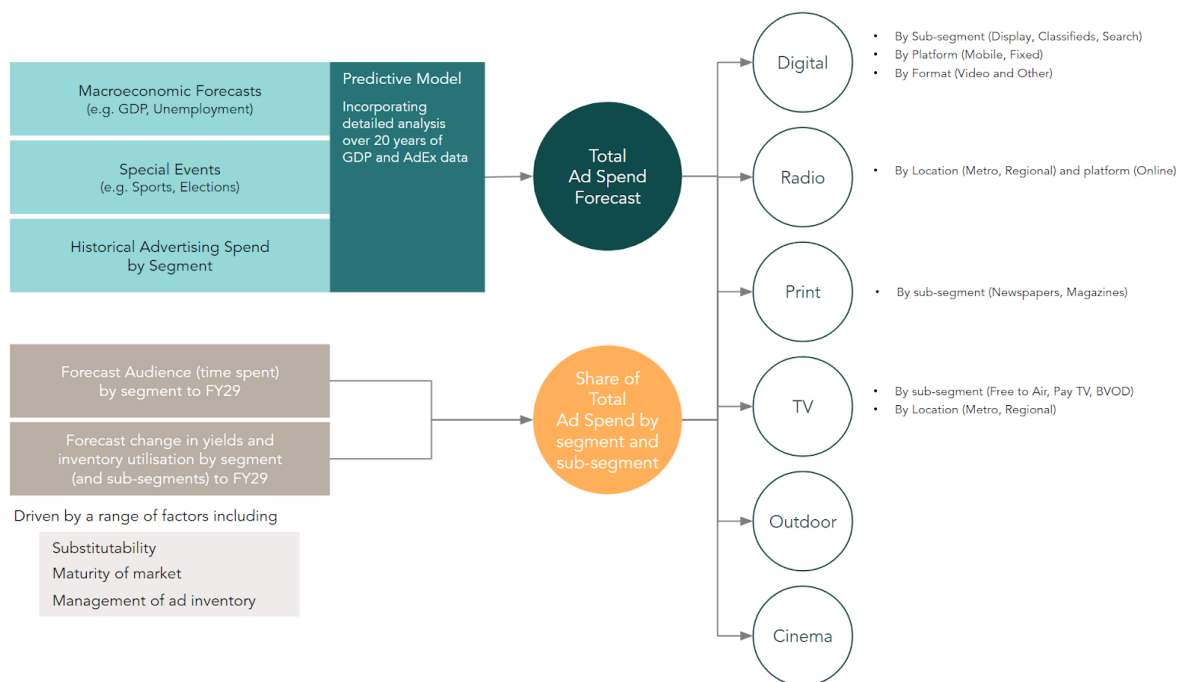 Macroeconomic Forecasts
(e.g. GDP, Unemployment)
Special Events
(e.g. Sports, Elections)
Historical Advertising Spend
by Segment
Predictive Model
Incorporating
detailed analysis
over 20 years of
GDP and AdEx data
Total
Ad Spend
Forecast
Forecast Audience (time spent)
by segment to FY29
Forecast change in yields and
inventory utilisation by segment
(and sub-segments) to FY29
Driven by a range of factors including
Substitutability
Maturity of market
Management of ad inventory
Share of
Total
Ad Spend by
segment and
sub-segment
Digital
• By Sub-segment (Display, Classifieds, Search)
• By Platform (Mobile, Fixed)
• By Format (Video and Other)
Radio
• By Location (Metro, Regional) and platform (Online)
Print
• By sub-segment (Newspapers, Magazines)
TV
• By sub-segment (Free to Air, Pay TV, BVOD)
• By Location (Metro, Regional)
Outdoor
Cinema